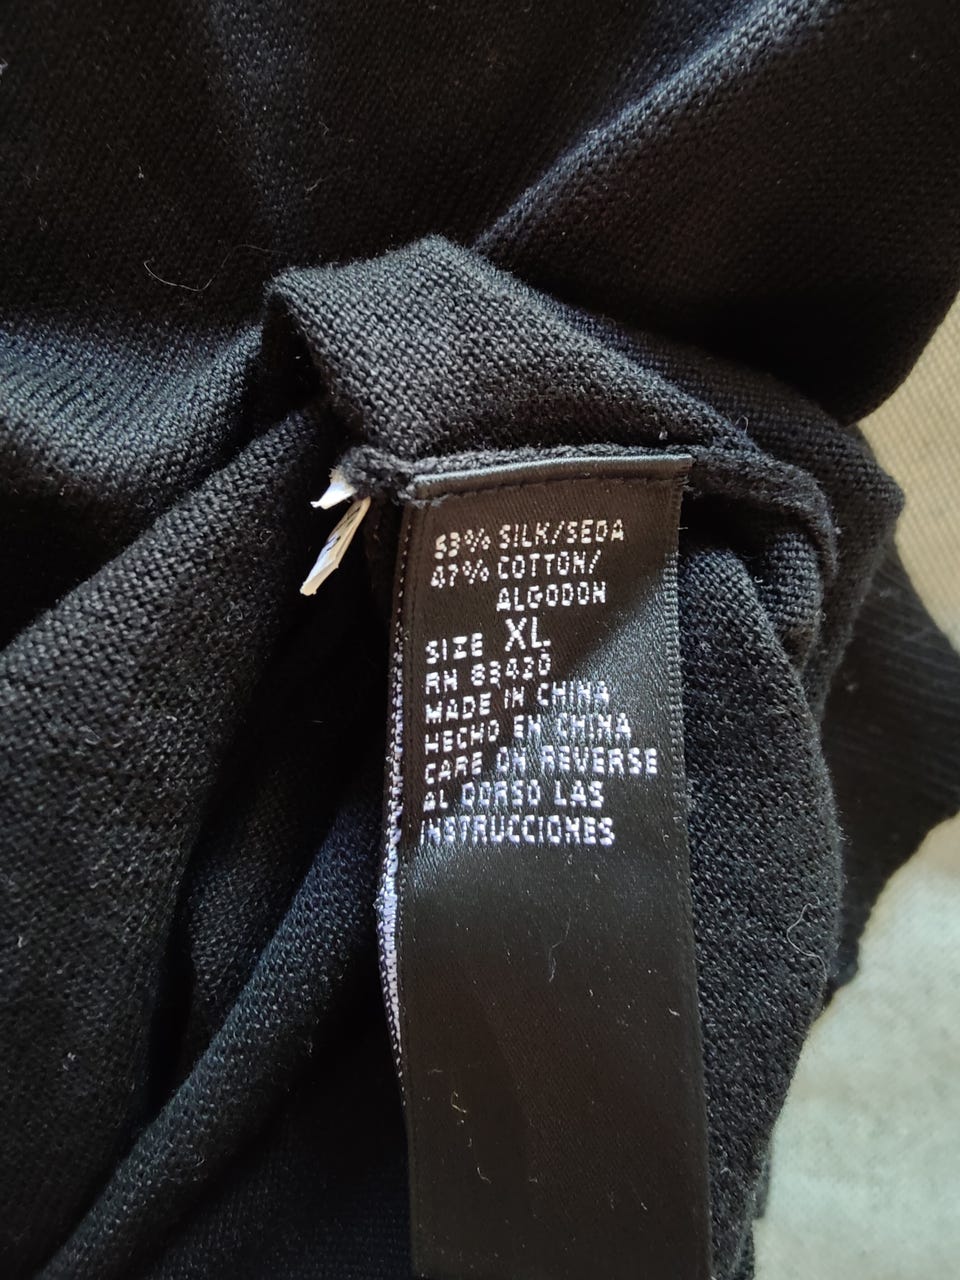 53% SILK/SEDA
47% COTTON/
ALGODON
SIZE XL
RN
MADE IN CHINA
HECHO EN CHINA
CARE ON REVERSE
AL DORSO LAS
INSTRUCCIONES